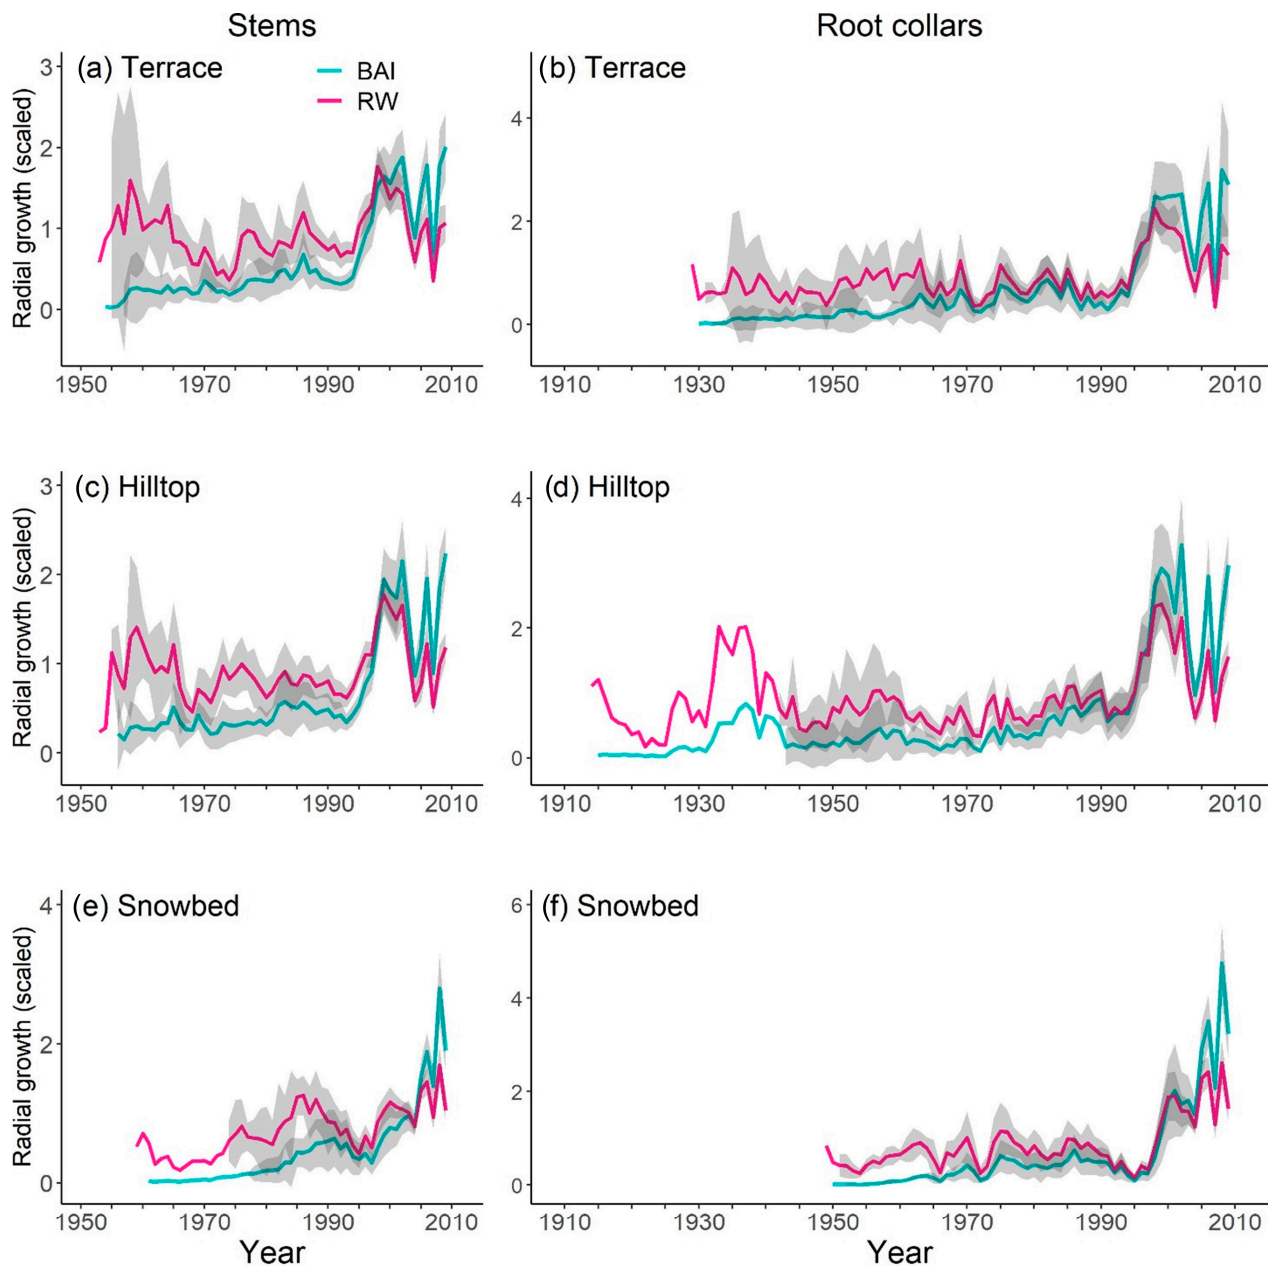 Stems
Root collars
(a) Terrace
BAI
RW
Radial growth (scaled)
3
2
1
0
1950 1970 1990 2010
(b) Terrace
4
2
0
1910 1930 1950 1970 1990 2010
(c) Hilltop
Radial growth (scaled)
3
2
1
0
1950 1970 1990 2010
(d) Hilltop
4
2
0
1910 1930 1950 1970 1990 2010
(e) Snowbed
Radial growth (scaled)
4
2
0
1950 1970 1990 2010
Year
(f) Snowbed
6
4
2
0
1910 1930 1950 1970 1990 2010
Year